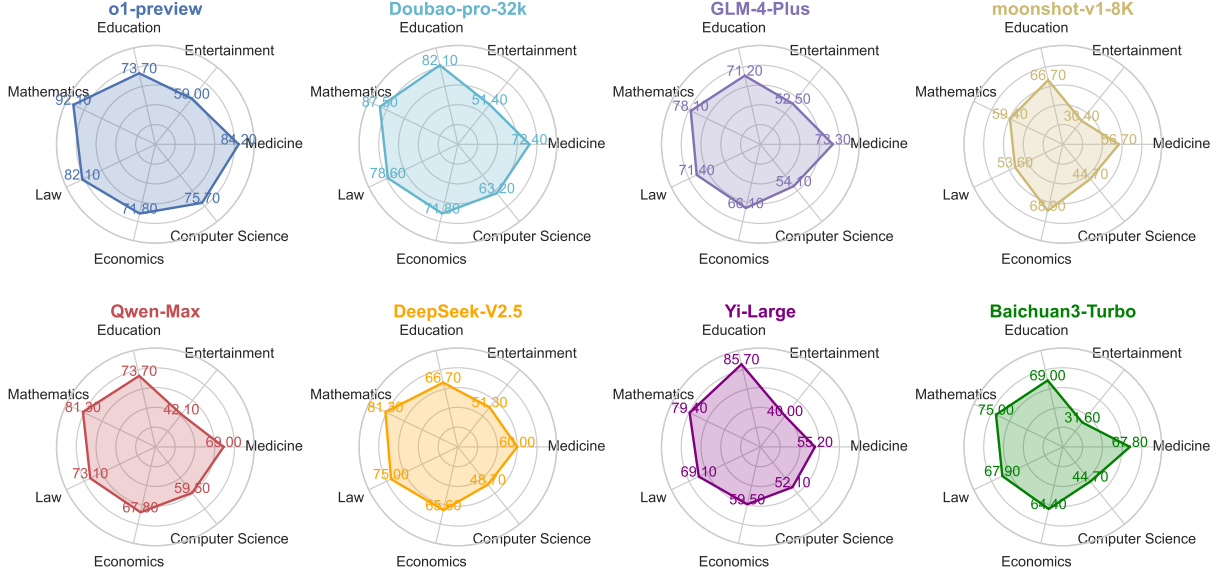 o1-preview
Education
Entertainment
Mathematics
Medicine
Law
Computer Science
Economics
73.70
59.00
92.10
84.20
82.10
75.70
71.80
Doubao-pro-32k
Education
Entertainment
Mathematics
Medicine
Law
Computer Science
Economics
82.10
51.40
87.50
72.40
78.60
63.20
71.80
GLM-4-Plus
Education
Entertainment
Mathematics
Medicine
Law
Computer Science
Economics
71.20
52.50
78.10
73.30
71.40
54.10
66.10
moonshot-v1-8K
Education
Entertainment
Mathematics
Medicine
Law
Computer Science
Economics
66.70
30.40
59.40
56.70
53.60
44.70
68.00
Qwen-Max
Education
Entertainment
Mathematics
Medicine
Law
Computer Science
Economics
73.70
42.10
81.30
69.00
73.10
59.50
67.80
DeepSeek-V2.5
Education
Entertainment
Mathematics
Medicine
Law
Computer Science
Economics
66.70
51.30
81.30
60.00
75.00
48.70
65.60
Yi-Large
Education
Entertainment
Mathematics
Medicine
Law
Computer Science
Economics
85.70
40.00
79.40
55.20
69.10
52.10
59.50
Baichuan3-Turbo
Education
Entertainment
Mathematics
Medicine
Law
Computer Science
Economics
69.00
31.60
75.00
67.80
67.90
44.70
64.40